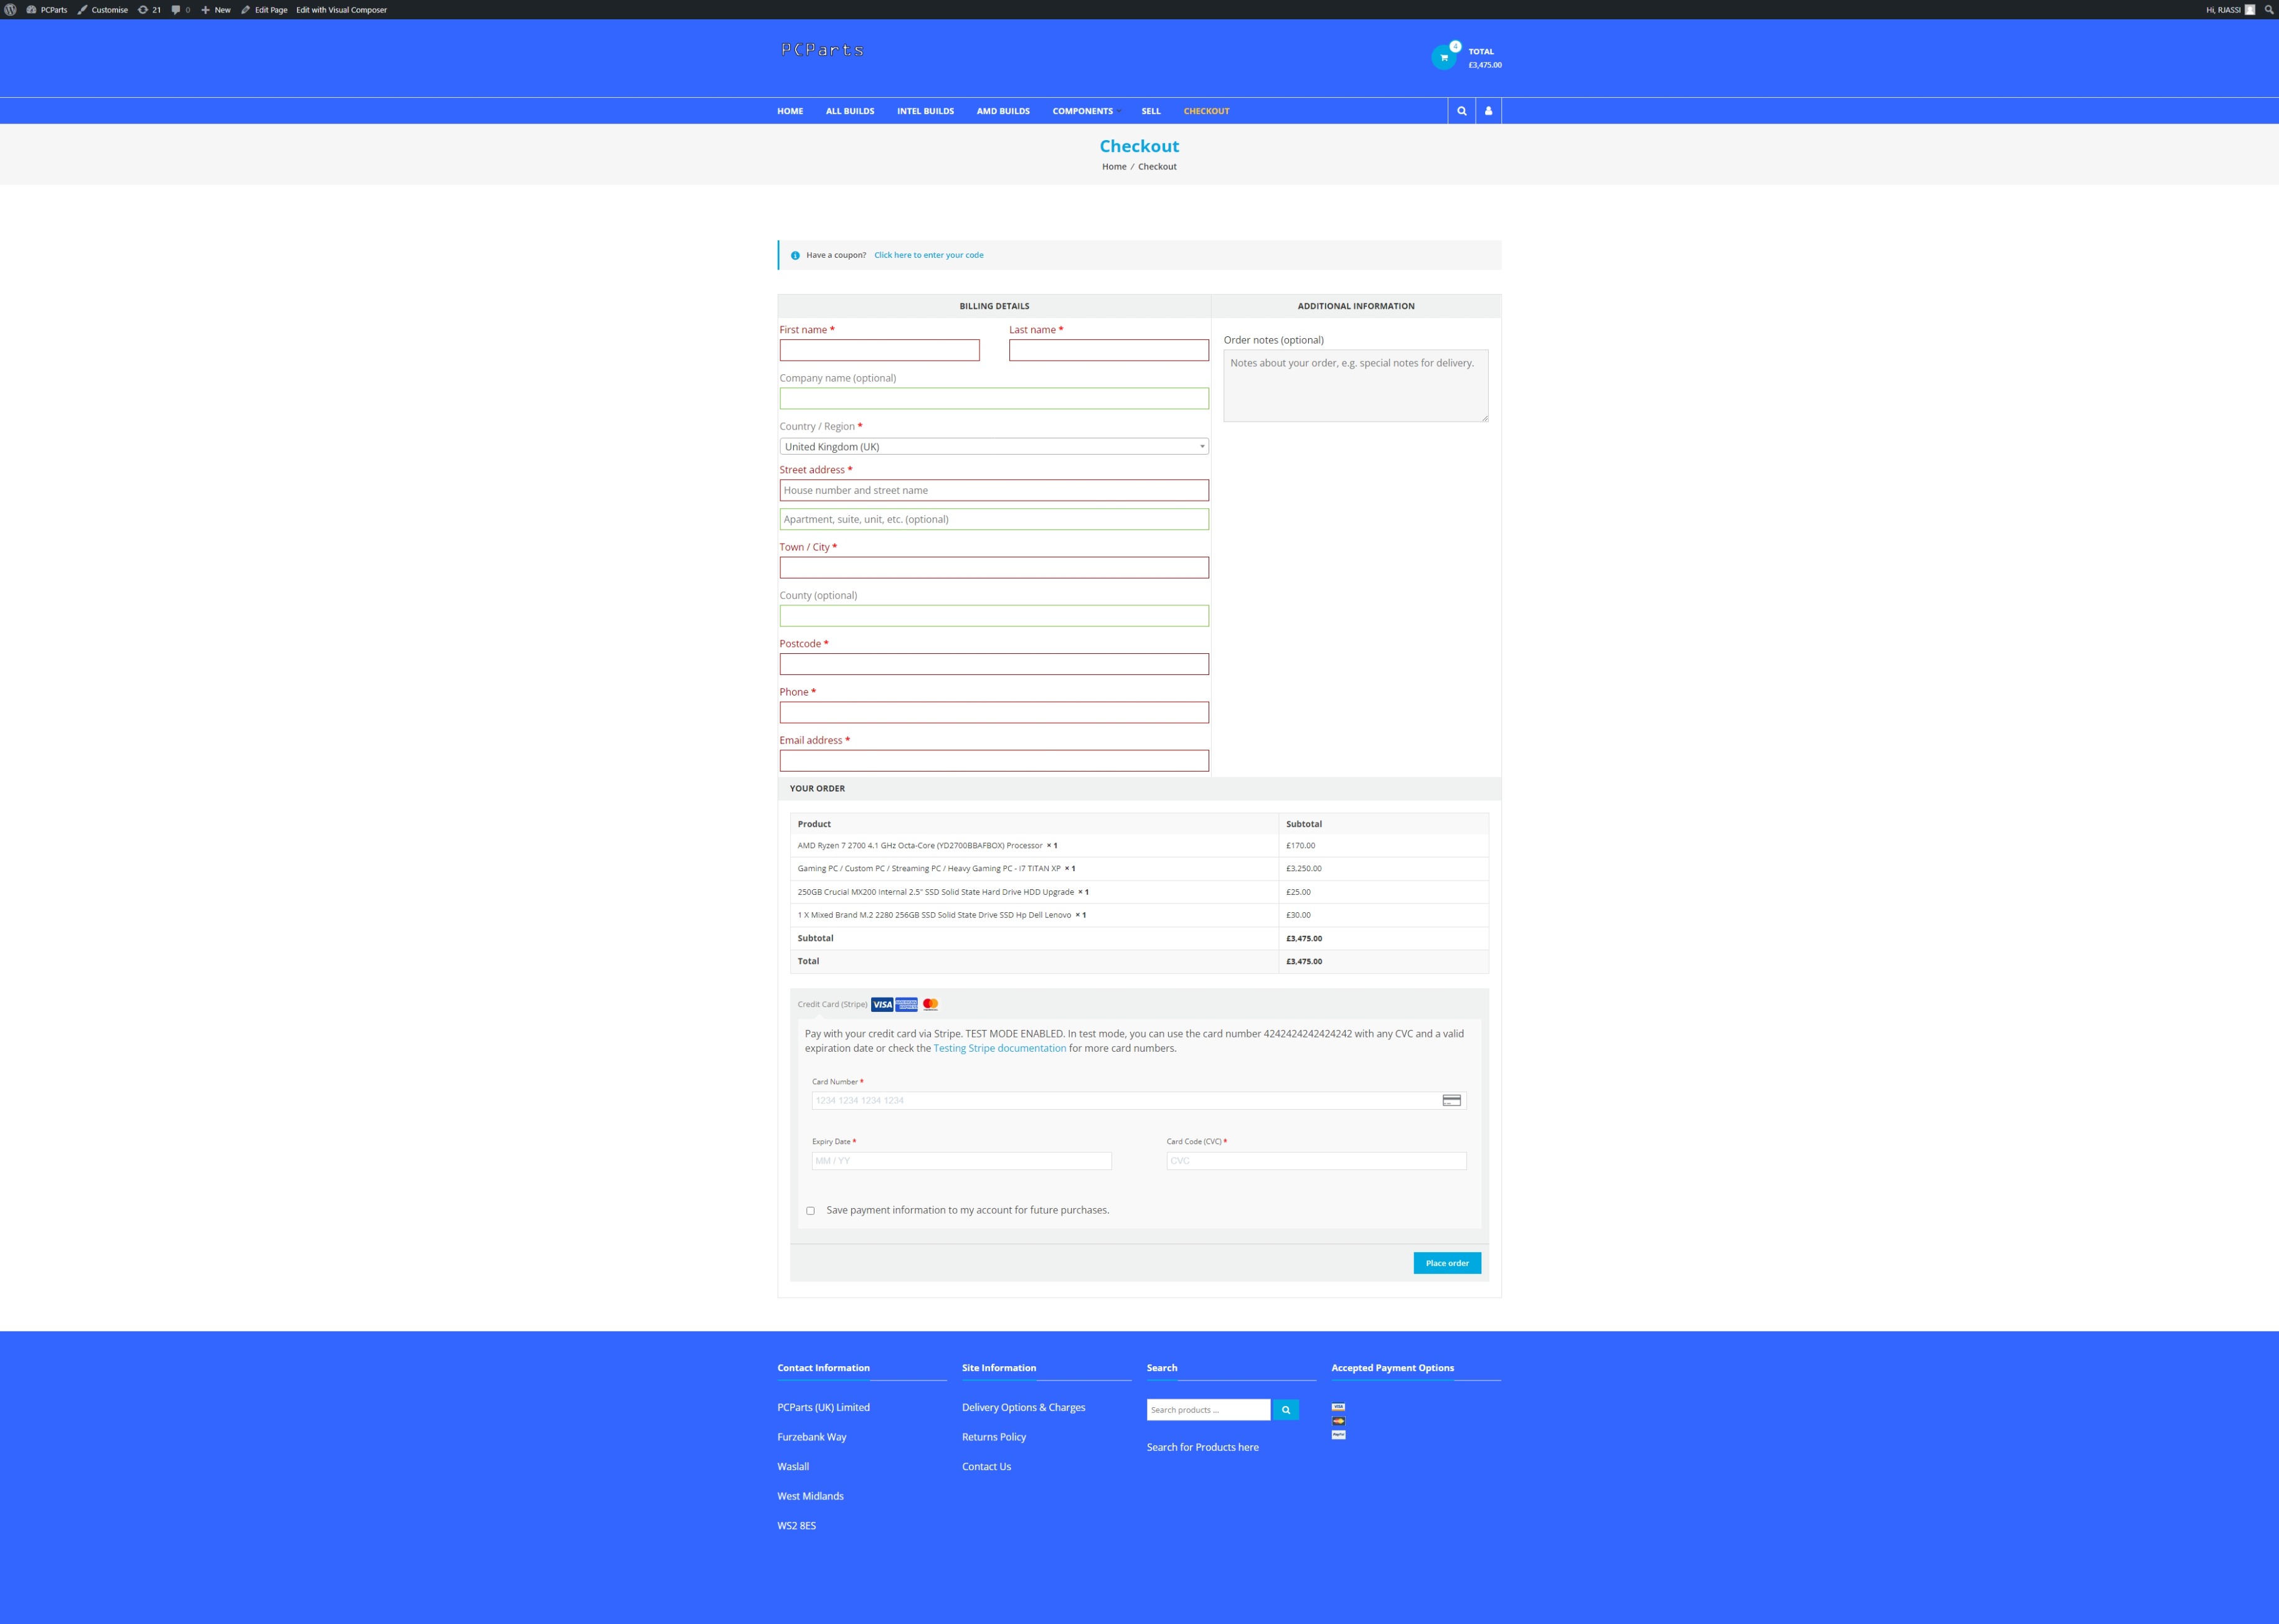 PCParts Customise 21 0 New Edit Page Edit with Visual Composer Hi, RJASSI
PCParts
4
TOTAL
£3,475.00
HOME ALL BUILDS INTEL BUILDS AMD BUILDS COMPONENTS SELL CHECKOUT
Checkout
Home / Checkout
Have a coupon? Click here to enter your code
BILLING DETAILS
First name * Last name *
Company name (optional)
Country / Region *
United Kingdom (UK)
Street address *
House number and street name
Apartment, suite, unit, etc. (optional)
Town / City *
County (optional)
Postcode *
Phone *
Email address *
ADDITIONAL INFORMATION
Order notes (optional)
Notes about your order, e.g. special notes for delivery.
YOUR ORDER
Product Subtotal
AMD Ryzen 7 2700 4.1 GHz Octa-Core (YD2700BBAFBOX) Processor × 1 £170.00
Gaming PC / Custom PC / Streaming PC / Heavy Gaming PC - I7 TITAN XP × 1 £3,250.00
250GB Crucial MX200 Internal 2.5" SSD Solid State Hard Drive HDD Upgrade × 1 £25.00
1 X Mixed Brand M.2 2280 256GB SSD Solid State Drive SSD Hp Dell Lenovo × 1 £30.00
Subtotal £3,475.00
Total £3,475.00
Credit Card (Stripe) VISA
Pay with your credit card via Stripe. TEST MODE ENABLED. In test mode, you can use the card number 4242424242424242 with any CVC and a valid
expiration date or check the Testing Stripe documentation for more card numbers.
Card Number *
1234 1234 1234 1234
Expiry Date * Card Code (CVC) *
MM / YY CVC
Save payment information to my account for future purchases.
Place order
Contact Information
PCParts (UK) Limited
Furzebank Way
Waslall
West Midlands
WS2 8ES
Site Information
Delivery Options & Charges
Returns Policy
Contact Us
Search
Search products ...
Search for Products here
Accepted Payment Options
VISA
PayPal